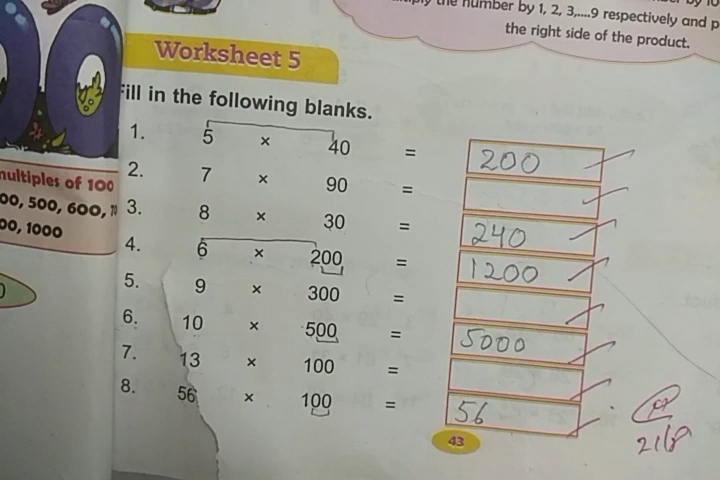 the number by 1, 2, 3,....9 respectively and p
the right side of the product.
Worksheet 5
Fill in the following blanks.
1. 5 × 40 = 200
2. 7 × 90 =
3. 8 × 30 = 240
4. 6 × 200 = 1200
5. 9 × 300 =
6. 10 × 500 = 5000
7. 13 × 100 =
8. 56 × 100 = 56
multiples of 100
00, 500, 600,
00, 1000
43